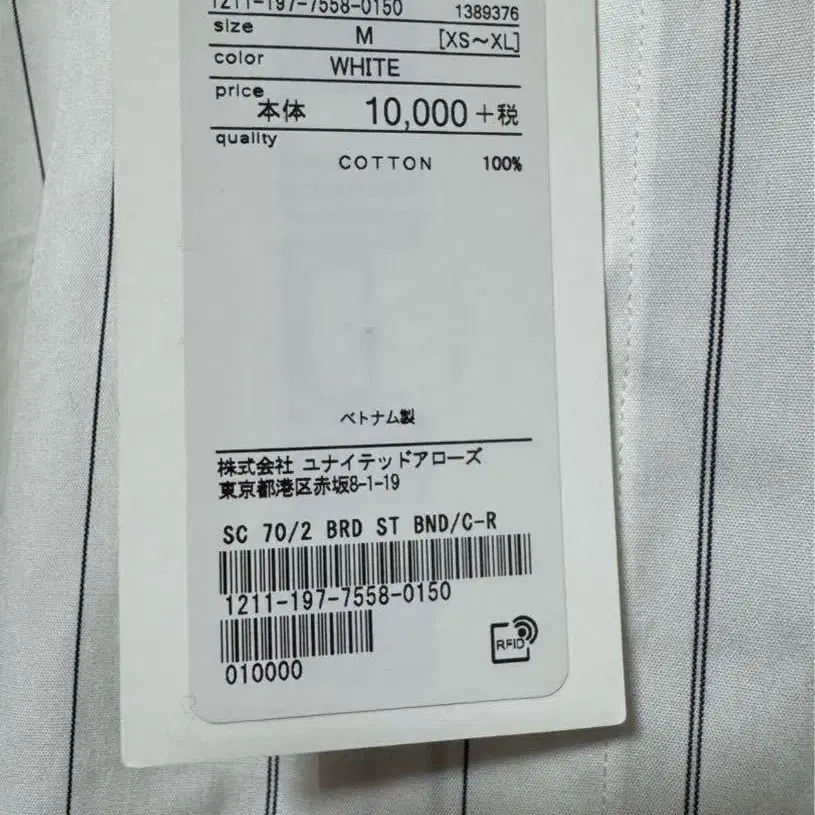 1211-197-7558-0150 1389376
size M [XS～XL]
color WHITE
price 本体 10,000＋税
quality
COTTON 100%
ベトナム製
株式会社 ユナイテッドアローズ
東京都港区赤坂8-1-19
SC 70/2 BRD ST BND/C-R
1211-197-7558-0150
010000
RFID